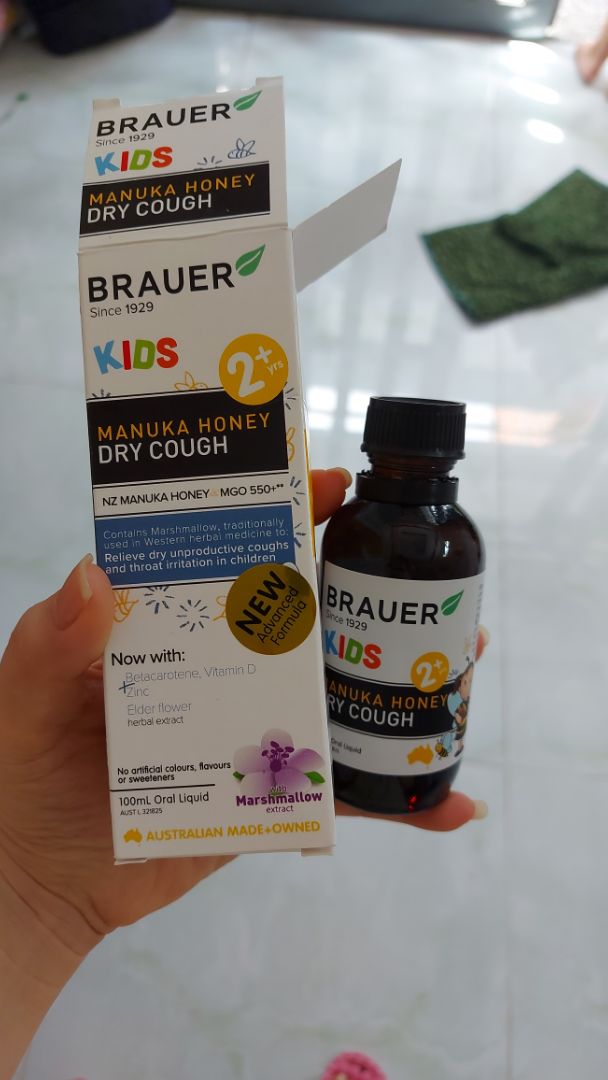 BRAUER
Since 1929
KIDS
MANUKA HONEY
DRY COUGH
BRAUER
Since 1929
KIDS
2+
yrs
MANUKA HONEY
DRY COUGH
NZ MANUKA HONEY MGO 550+**
Contains Marshmallow, traditionally
used in Western herbal medicine to:
Relieve dry unproductive coughs
and throat irritation in children
NEW
Advanced
Formula
Now with:
Betacarotene, Vitamin D
Zinc
Elder flower
herbal extract
No artificial colours, flavours
or sweeteners
100mL Oral Liquid
AUST L 321825
Marshmallow
extract
AUSTRALIAN MADE+OWNED
BRAUER
Since 1929
KIDS
2+
MANUKA HONEY
DRY COUGH
Oral Liquid